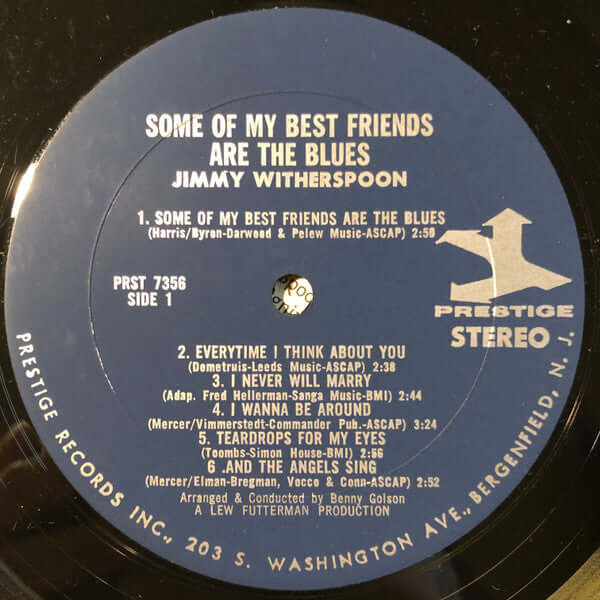 SOME OF MY BEST FRIENDS
ARE THE BLUES
JIMMY WITHERSPOON
1. SOME OF MY BEST FRIENDS ARE THE BLUES
(Harris/Byron-Darwood & Pelew Music-ASCAP) 2:50
PRST 7356
SIDE 1
PRESTIGE
STEREO
2. EVERYTIME I THINK ABOUT YOU
(Demetruis-Leeds Music-ASCAP) 2:38
3. I NEVER WILL MARRY
(Adap. Fred Hellerman-Sanga Music-BMI) 2:44
4. I WANNA BE AROUND
(Mercer/Vimmerstedt-Commander Puh.-ASCAP) 3:24
5. TEARDROPS FOR MY EYES
(Toombs-Simon House-BMI) 2:56
6 .AND THE ANGELS SING
(Mercer/Elman-Bregman, Vocco & Conn-ASCAP) 2:52
Arranged & Conducted by Benny Golson
A LEW FUTTERMAN PRODUCTION
PRESTIGE RECORDS INC., 203 S. WASHINGTON AVE., BERGENFIELD, N. J.